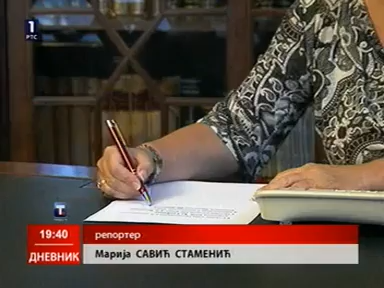 1
РТС
19:40
репортер
ДНЕВНИК
Марија САВИЋ СТАМЕНИЋ